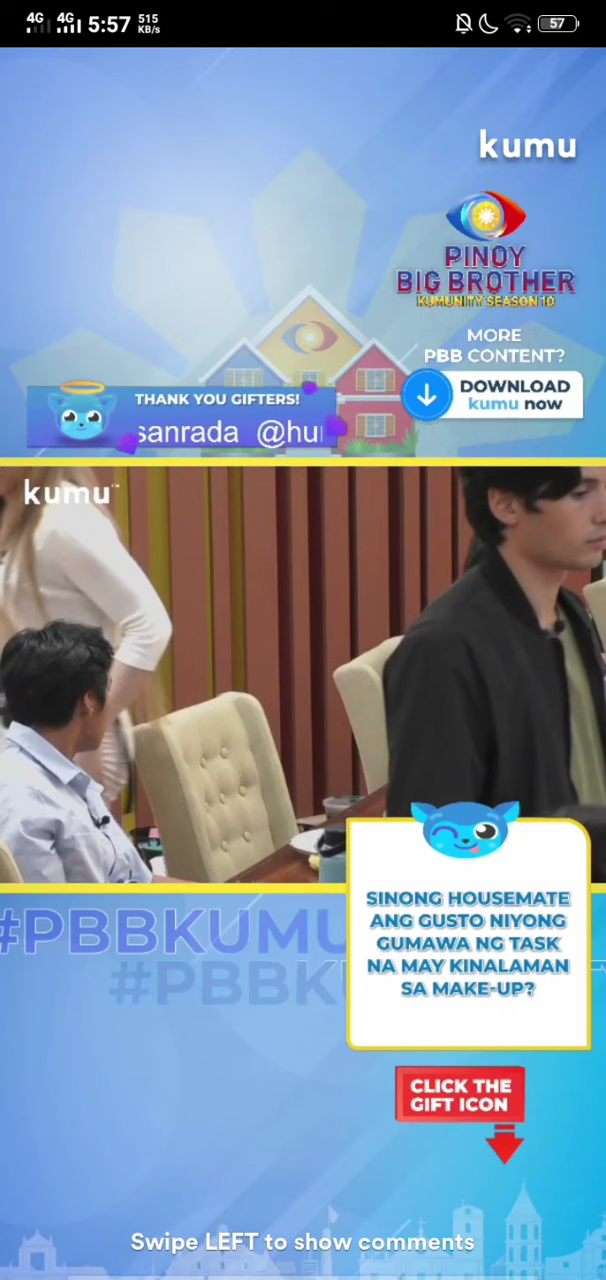 4G 4G 5:57 515 KB/s 57
kumu
PINOY
BIG BROTHER
KUMUNITY SEASON 10
MORE
PBB CONTENT?
DOWNLOAD
kumu now
THANK YOU GIFTERS!
sanrada @hu
kumu™
#PBBKUMU
#PBBK
SINONG HOUSEMATE
ANG GUSTO NIYONG
GUMAWA NG TASK
NA MAY KINALAMAN
SA MAKE-UP?
CLICK THE
GIFT ICON
Swipe LEFT to show comments